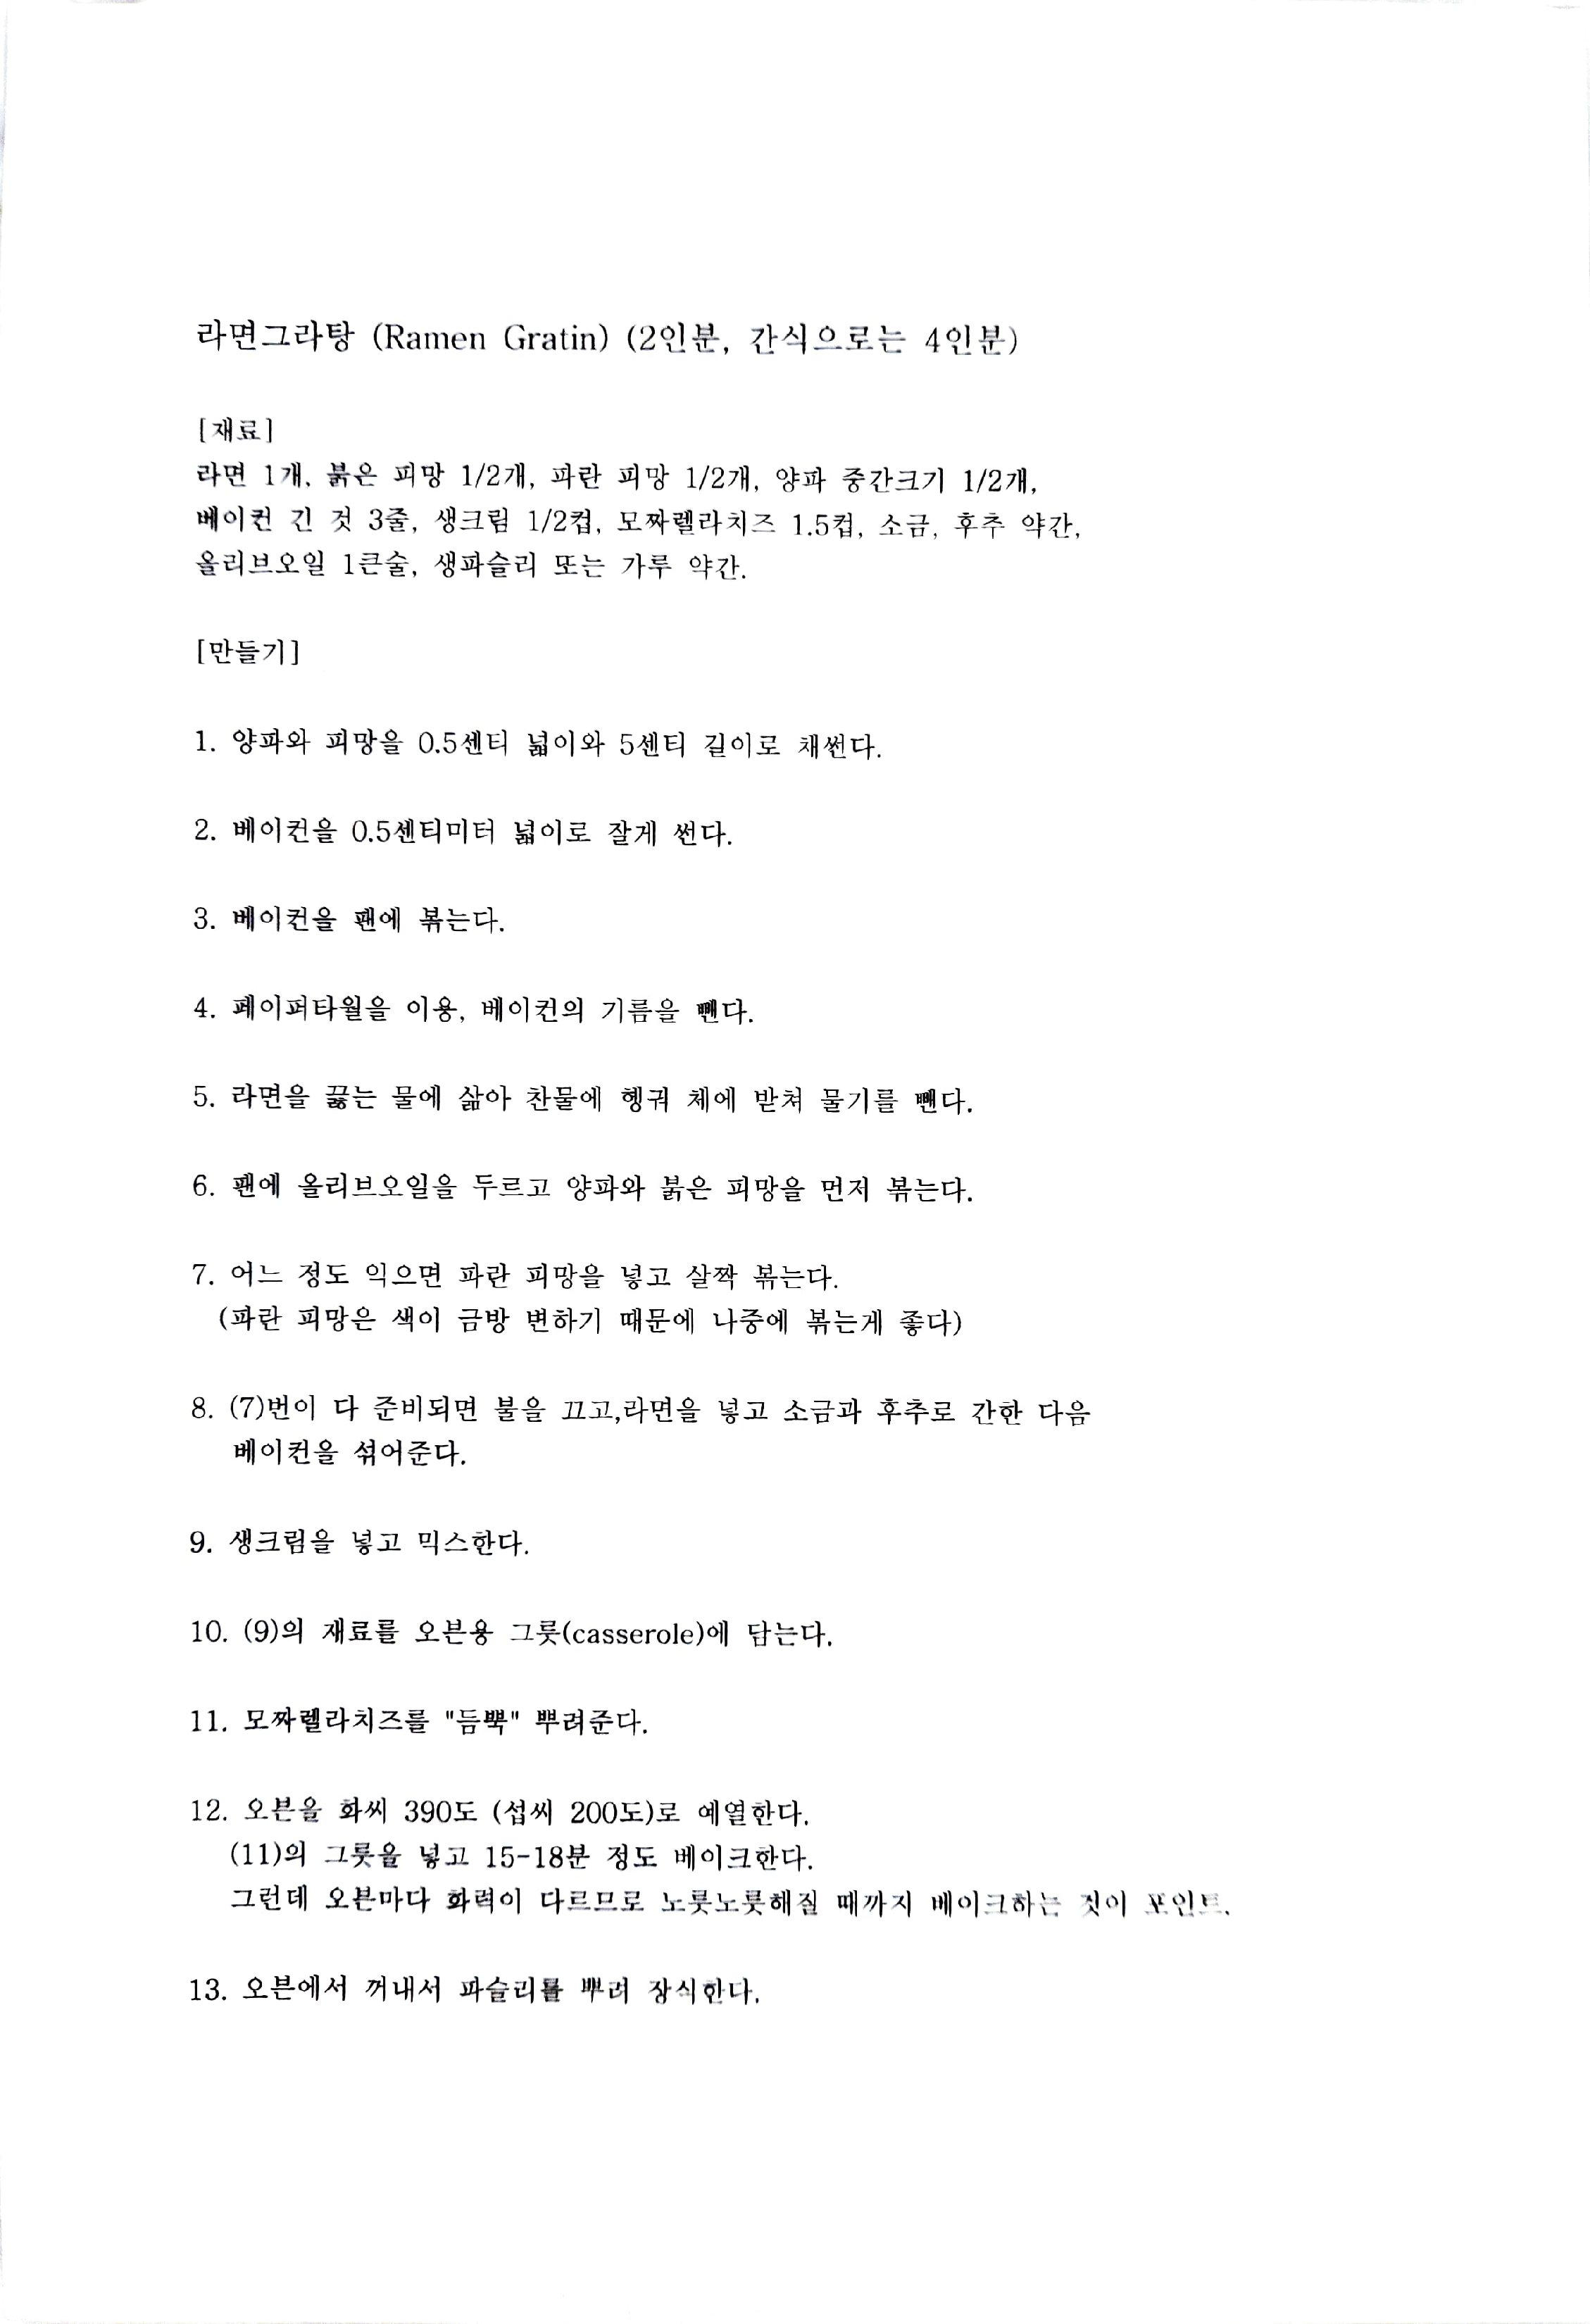 라면그라탕 (Ramen Gratin) (2인분, 간식으로는 4인분)
[재료]
라면 1개, 붉은 피망 1/2개, 파란 피망 1/2개, 양파 중간크기 1/2개,
베이컨 긴 것 3줄, 생크림 1/2컵, 모짜렐라치즈 1.5컵, 소금, 후추 약간,
올리브오일 1큰술, 생파슬리 또는 가루 약간.
[만들기]
1. 양파와 피망을 0.5센티 넓이와 5센티 길이로 채썬다.
2. 베이컨을 0.5센티미터 넓이로 잘게 썬다.
3. 베이컨을 팬에 볶는다.
4. 페이퍼타월을 이용, 베이컨의 기름을 뺀다.
5. 라면을 끓는 물에 삶아 찬물에 헹궈 체에 받쳐 물기를 뺀다.
6. 팬에 올리브오일을 두르고 양파와 붉은 피망을 먼저 볶는다.
7. 어느 정도 익으면 파란 피망을 넣고 살짝 볶는다.
(파란 피망은 색이 금방 변하기 때문에 나중에 볶는게 좋다)
8. (7)번이 다 준비되면 불을 끄고,라면을 넣고 소금과 후추로 간한 다음
베이컨을 섞어준다.
9. 생크림을 넣고 믹스한다.
10. (9)의 재료를 오븐용 그릇(casserole)에 담는다.
11. 모짜렐라치즈를 "듬뿍" 뿌려준다.
12. 오븐을 화씨 390도 (섭씨 200도)로 예열한다.
(11)의 그릇을 넣고 15-18분 정도 베이크한다.
그런데 오븐마다 화력이 다르므로 노릇노릇해질 때까지 베이크하는 것이 포인트.
13. 오븐에서 꺼내서 파슬리를 뿌려 장식한다.